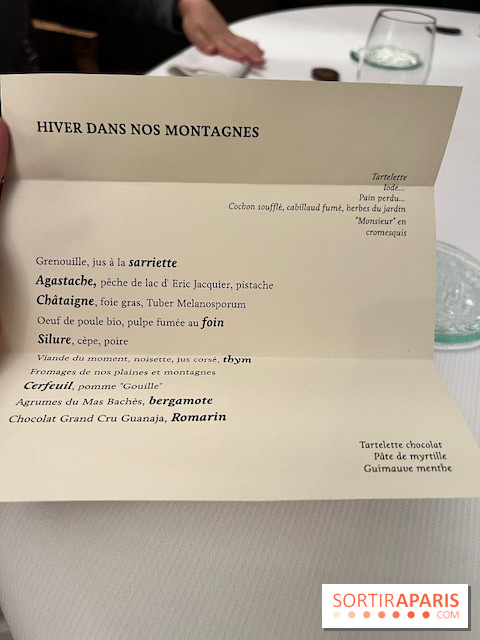 HIVER DANS NOS MONTAGNES
Tartelette
Iode...
Pain perdu...
Cochon soufflé, cabillaud fumé, herbes du jardin
"Monsieur" en
cromesquis
Grenouille, jus à la sarriette
Agastache, pêche de lac d' Eric Jacquier, pistache
Châtaigne, foie gras, Tuber Melanosporum
Oeuf de poule bio, pulpe fumée au foin
Silure, cèpe, poire
Viande du moment, noisette, jus corsé, thym
Fromages de nos plaines et montagnes
Cerfeuil, pomme "Gouille"
Agrumes du Mas Bachès, bergamote
Chocolat Grand Cru Guanaja, Romarin
Tartelette chocolat
Pâte de myrtille
Guimauve menthe
SORTIRAPARIS
.COM